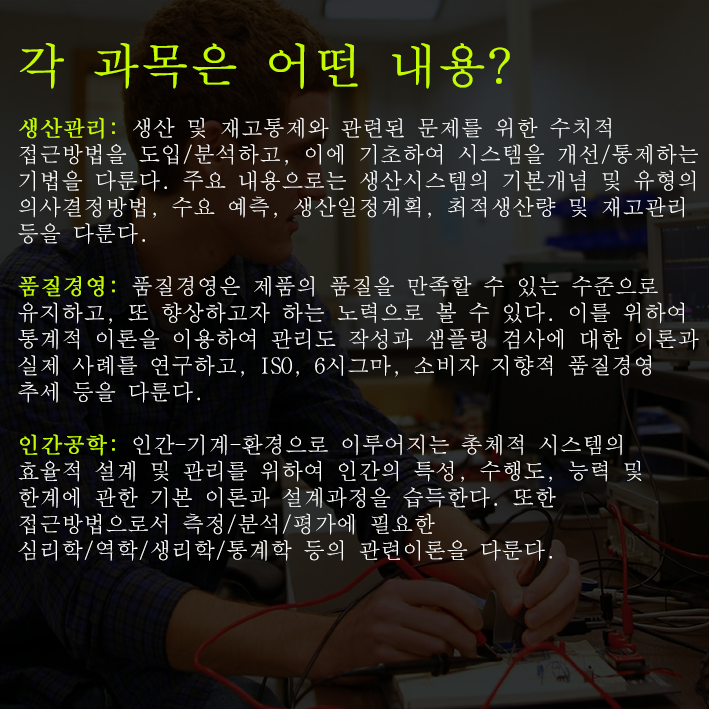 각 과목은 어떤 내용?
생산관리: 생산 및 재고통제와 관련된 문제를 위한 수치적
접근방법을 도입/분석하고, 이에 기초하여 시스템을 개선/통제하는
기법을 다룬다. 주요 내용으로는 생산시스템의 기본개념 및 유형의
의사결정방법, 수요 예측, 생산일정계획, 최적생산량 및 재고관리
등을 다룬다.
품질경영: 품질경영은 제품의 품질을 만족할 수 있는 수준으로
유지하고, 또 향상하고자 하는 노력으로 볼 수 있다. 이를 위하여
통계적 이론을 이용하여 관리도 작성과 샘플링 검사에 대한 이론과
실제 사례를 연구하고, ISO, 6시그마, 소비자 지향적 품질경영
추세 등을 다룬다.
인간공학: 인간-기계-환경으로 이루어지는 총체적 시스템의
효율적 설계 및 관리를 위하여 인간의 특성, 수행도, 능력 및
한계에 관한 기본 이론과 설계과정을 습득한다. 또한
접근방법으로서 측정/분석/평가에 필요한
심리학/역학/생리학/통계학 등의 관련이론을 다룬다.